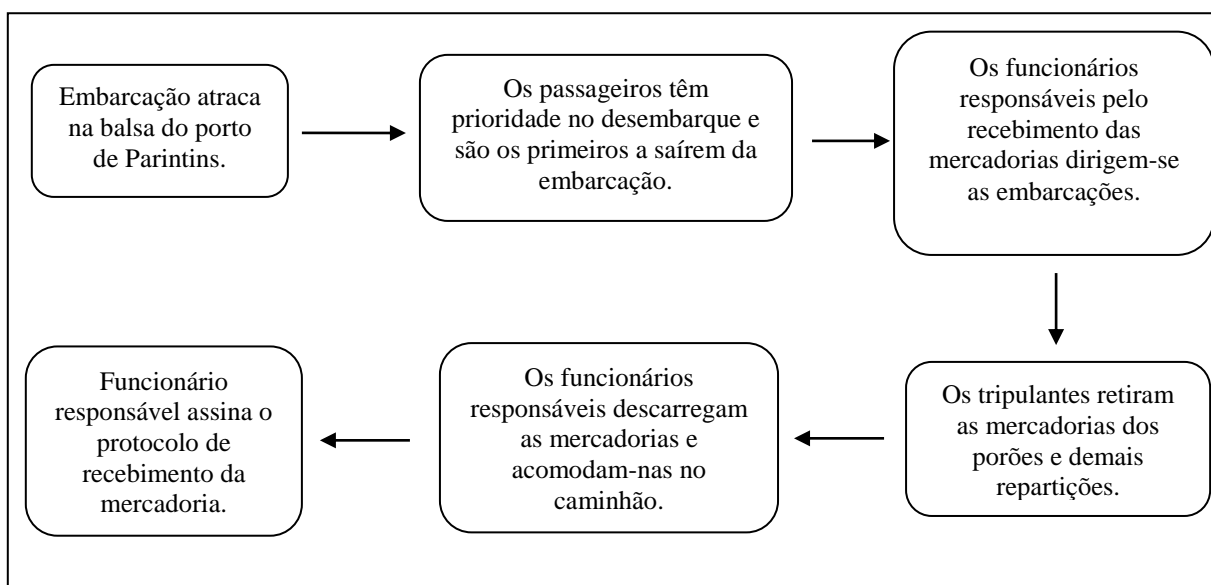 Embarcação atraca
na balsa do porto
de Parintins.
Os passageiros têm
prioridade no desembarque e
são os primeiros a saírem da
embarcação.
Os funcionários
responsáveis pelo
recebimento das
mercadorias dirigem-se
as embarcações.
Os tripulantes retiram
as mercadorias dos
porões e demais
repartições.
Os funcionários
responsáveis descarregam
as mercadorias e
acomodam-nas no
caminhão.
Funcionário
responsável assina o
protocolo de
recebimento da
mercadoria.